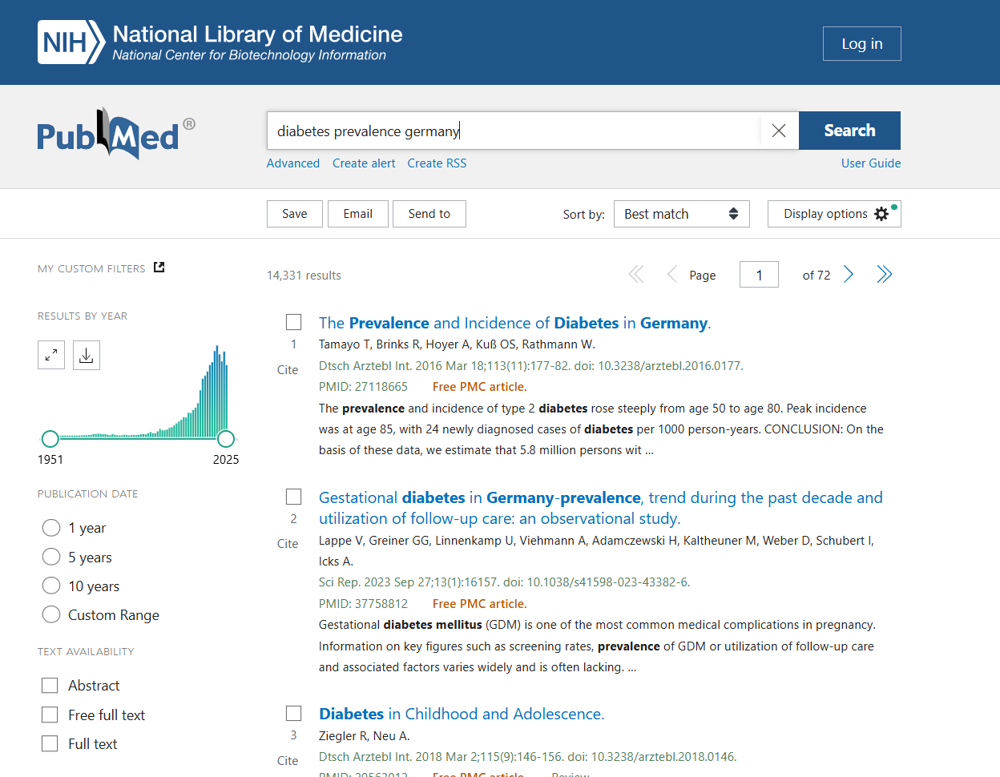 NIH National Library of Medicine
National Center for Biotechnology Information
Log in
PubMed®
diabetes prevalence germany
Search
Advanced Create alert Create RSS
User Guide
Save Email Send to
Sort by: Best match
Display options
MY CUSTOM FILTERS
14,331 results
Page 1 of 72
RESULTS BY YEAR
1951 2025
PUBLICATION DATE
1 year
5 years
10 years
Custom Range
TEXT AVAILABILITY
Abstract
Free full text
Full text
The Prevalence and Incidence of Diabetes in Germany.
1
Cite
Tamayo T, Brinks R, Hoyer A, Kuß OS, Rathmann W.
Dtsch Arztebl Int. 2016 Mar 18;113(11):177-82. doi: 10.3238/arztebl.2016.0177.
PMID: 27118665 Free PMC article.
The prevalence and incidence of type 2 diabetes rose steeply from age 50 to age 80. Peak incidence
was at age 85, with 24 newly diagnosed cases of diabetes per 1000 person-years. CONCLUSION: On the
basis of these data, we estimate that 5.8 million persons wit ...
Gestational diabetes in Germany-prevalence, trend during the past decade and
utilization of follow-up care: an observational study.
2
Cite
Lappe V, Greiner GG, Linnenkamp U, Viehmann A, Adamczewski H, Kaltheuner M, Weber D, Schubert I,
Icks A.
Sci Rep. 2023 Sep 27;13(1):16157. doi: 10.1038/s41598-023-43382-6.
PMID: 37758812 Free PMC article.
Gestational diabetes mellitus (GDM) is one of the most common medical complications in pregnancy.
Information on key figures such as screening rates, prevalence of GDM or utilization of follow-up care
and associated factors varies widely and is often lacking. ...
Diabetes in Childhood and Adolescence.
3
Cite
Ziegler R, Neu A.
Dtsch Arztebl Int. 2018 Mar 2;115(9):146-156. doi: 10.3238/arztebl.2018.0146.
PMID: 29563012 Free PMC article. Review.